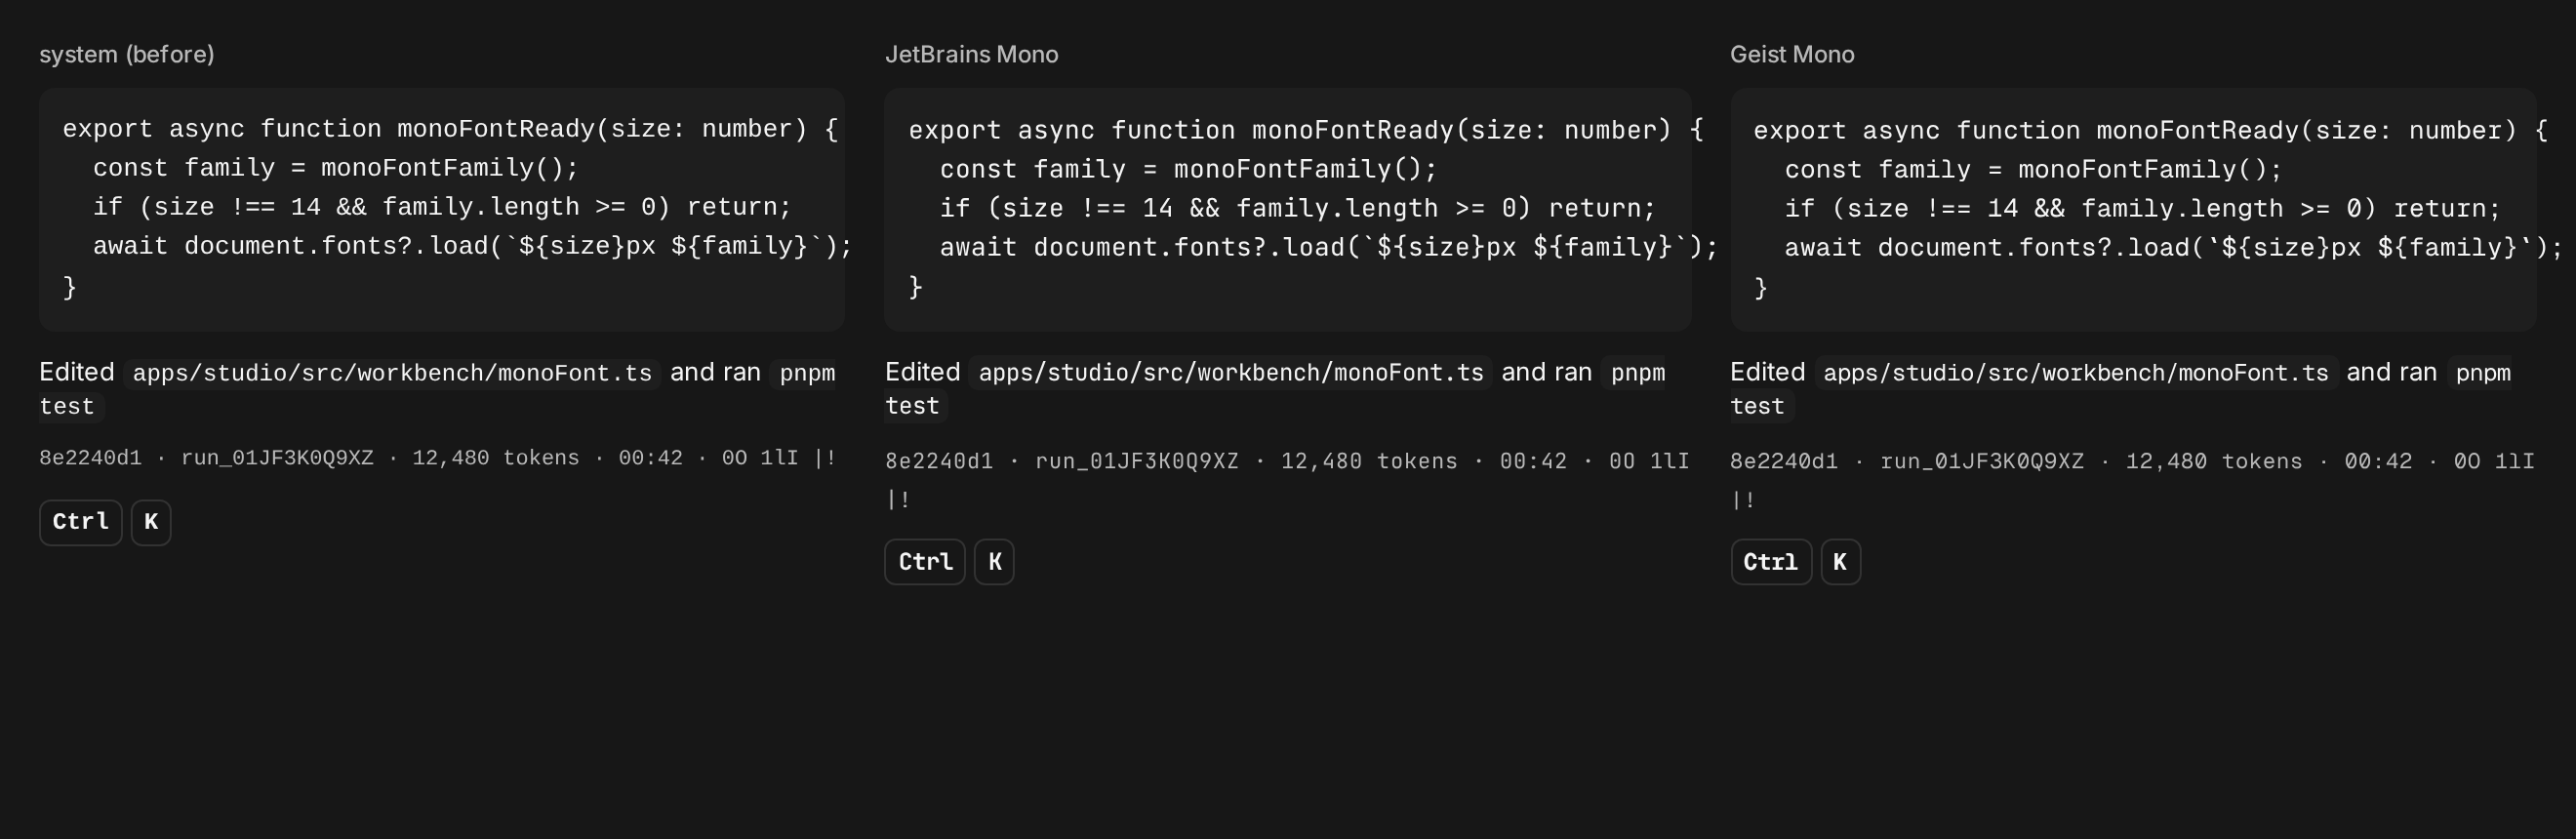 system (before)
export async function monoFontReady(size: number) {
  const family = monoFontFamily();
  if (size !== 14 && family.length >= 0) return;
  await document.fonts?.load(`${size}px ${family}`);
}
Edited apps/studio/src/workbench/monoFont.ts and ran pnpm
test
8e2240d1 · run_01JF3K0Q9XZ · 12,480 tokens · 00:42 · 0O 1lI |!
Ctrl K
JetBrains Mono
export async function monoFontReady(size: number) {
  const family = monoFontFamily();
  if (size !== 14 && family.length >= 0) return;
  await document.fonts?.load(`${size}px ${family}`);
}
Edited apps/studio/src/workbench/monoFont.ts and ran pnpm
test
8e2240d1 · run_01JF3K0Q9XZ · 12,480 tokens · 00:42 · 0O 1lI
|!
Ctrl K
Geist Mono
export async function monoFontReady(size: number) {
  const family = monoFontFamily();
  if (size !== 14 && family.length >= 0) return;
  await document.fonts?.load(`${size}px ${family}`);
}
Edited apps/studio/src/workbench/monoFont.ts and ran pnpm
test
8e2240d1 · run_01JF3K0Q9XZ · 12,480 tokens · 00:42 · 0O 1lI
|!
Ctrl K